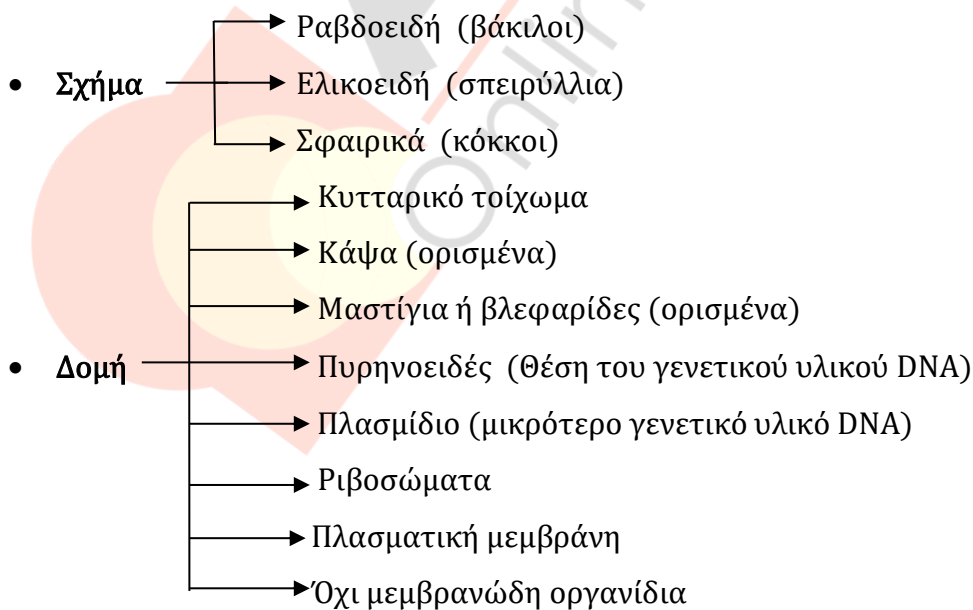 Ραβδοειδή (βάκιλοι)
• Σχήμα Ελικοειδή (σπειρύλλια)
Σφαιρικά (κόκκοι)
Κυτταρικό τοίχωμα
Κάψα (ορισμένα)
Μαστίγια ή βλεφαρίδες (ορισμένα)
• Δομή Πυρηνοειδές (Θέση του γενετικού υλικού DNA)
Πλασμίδιο (μικρότερο γενετικό υλικό DNA)
Ριβοσώματα
Πλασματική μεμβράνη
Όχι μεμβρανώδη οργανίδια
Online